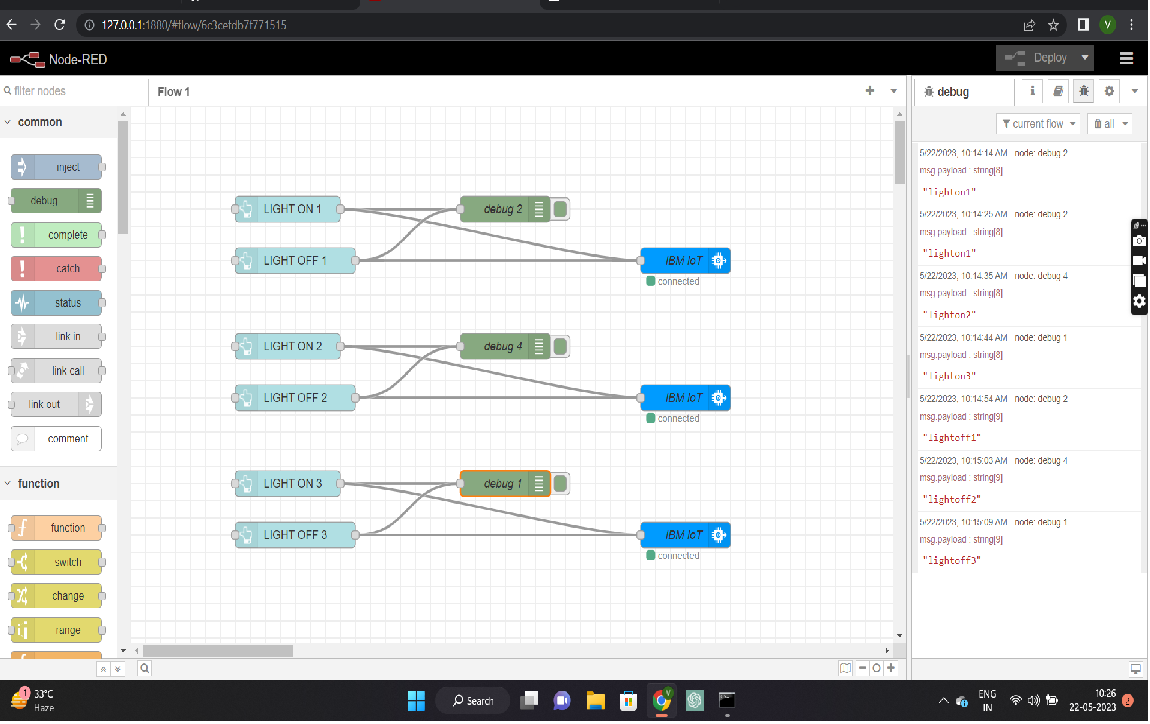 127.0.0.1:1880/#flow/6c3cefdb7f771515
V
Node-RED
Deploy
filter nodes
Flow 1
debug
i
common
current flow
all
inject
debug
complete
catch
status
link in
link call
link out
comment
function
function
switch
change
range
LIGHT ON 1
debug 2
LIGHT OFF 1
IBM IoT
connected
LIGHT ON 2
debug 4
LIGHT OFF 2
IBM IoT
connected
LIGHT ON 3
debug 1
LIGHT OFF 3
IBM IoT
connected
5/22/2023, 10:14:14 AM node: debug 2
msg.payload : string[8]
"lighton1"
5/22/2023, 10:14:25 AM node: debug 2
msg.payload : string[8]
"lighton1"
5/22/2023, 10:14:35 AM node: debug 4
msg.payload : string[8]
"lighton2"
5/22/2023, 10:14:44 AM node: debug 1
msg.payload : string[8]
"lighton3"
5/22/2023, 10:14:54 AM node: debug 2
msg.payload : string[9]
"lightoff1"
5/22/2023, 10:15:03 AM node: debug 4
msg.payload : string[9]
"lightoff2"
5/22/2023, 10:15:09 AM node: debug 1
msg.payload : string[9]
"lightoff3"
1
33°C
Haze
Search
V
ENG
IN
10:26
22-05-2023
1